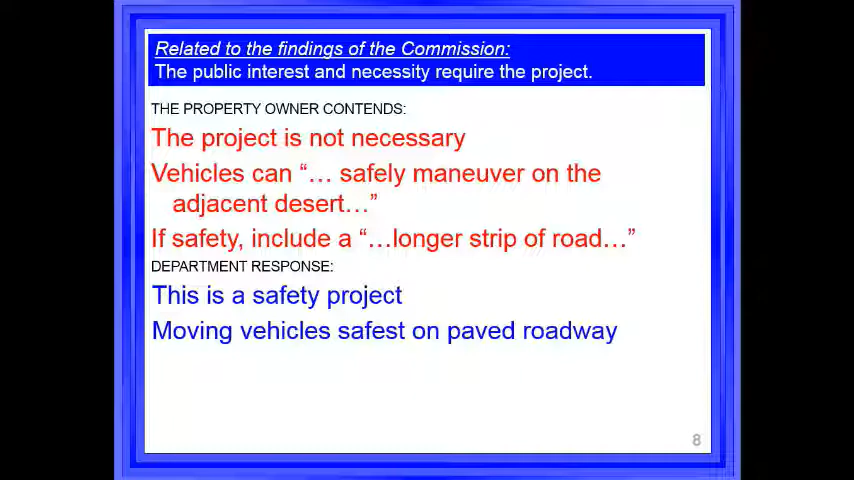 Related to the findings of the Commission:
The public interest and necessity require the project.
THE PROPERTY OWNER CONTENDS:
The project is not necessary
Vehicles can “… safely maneuver on the
adjacent desert…”
If safety, include a “…longer strip of road…”
DEPARTMENT RESPONSE:
This is a safety project
Moving vehicles safest on paved roadway
8